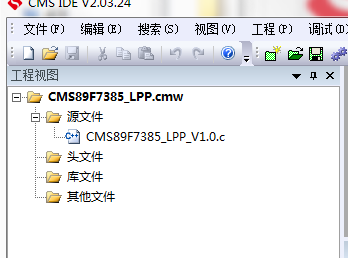 CMS IDE V2.03.24
文件(F) 编辑(E) 搜索(S) 视图(V) 工程(P) 调试(D
工程视图
CMS89F7385_LPP.cmw
源文件
CMS89F7385_LPP_V1.0.c
头文件
库文件
其他文件